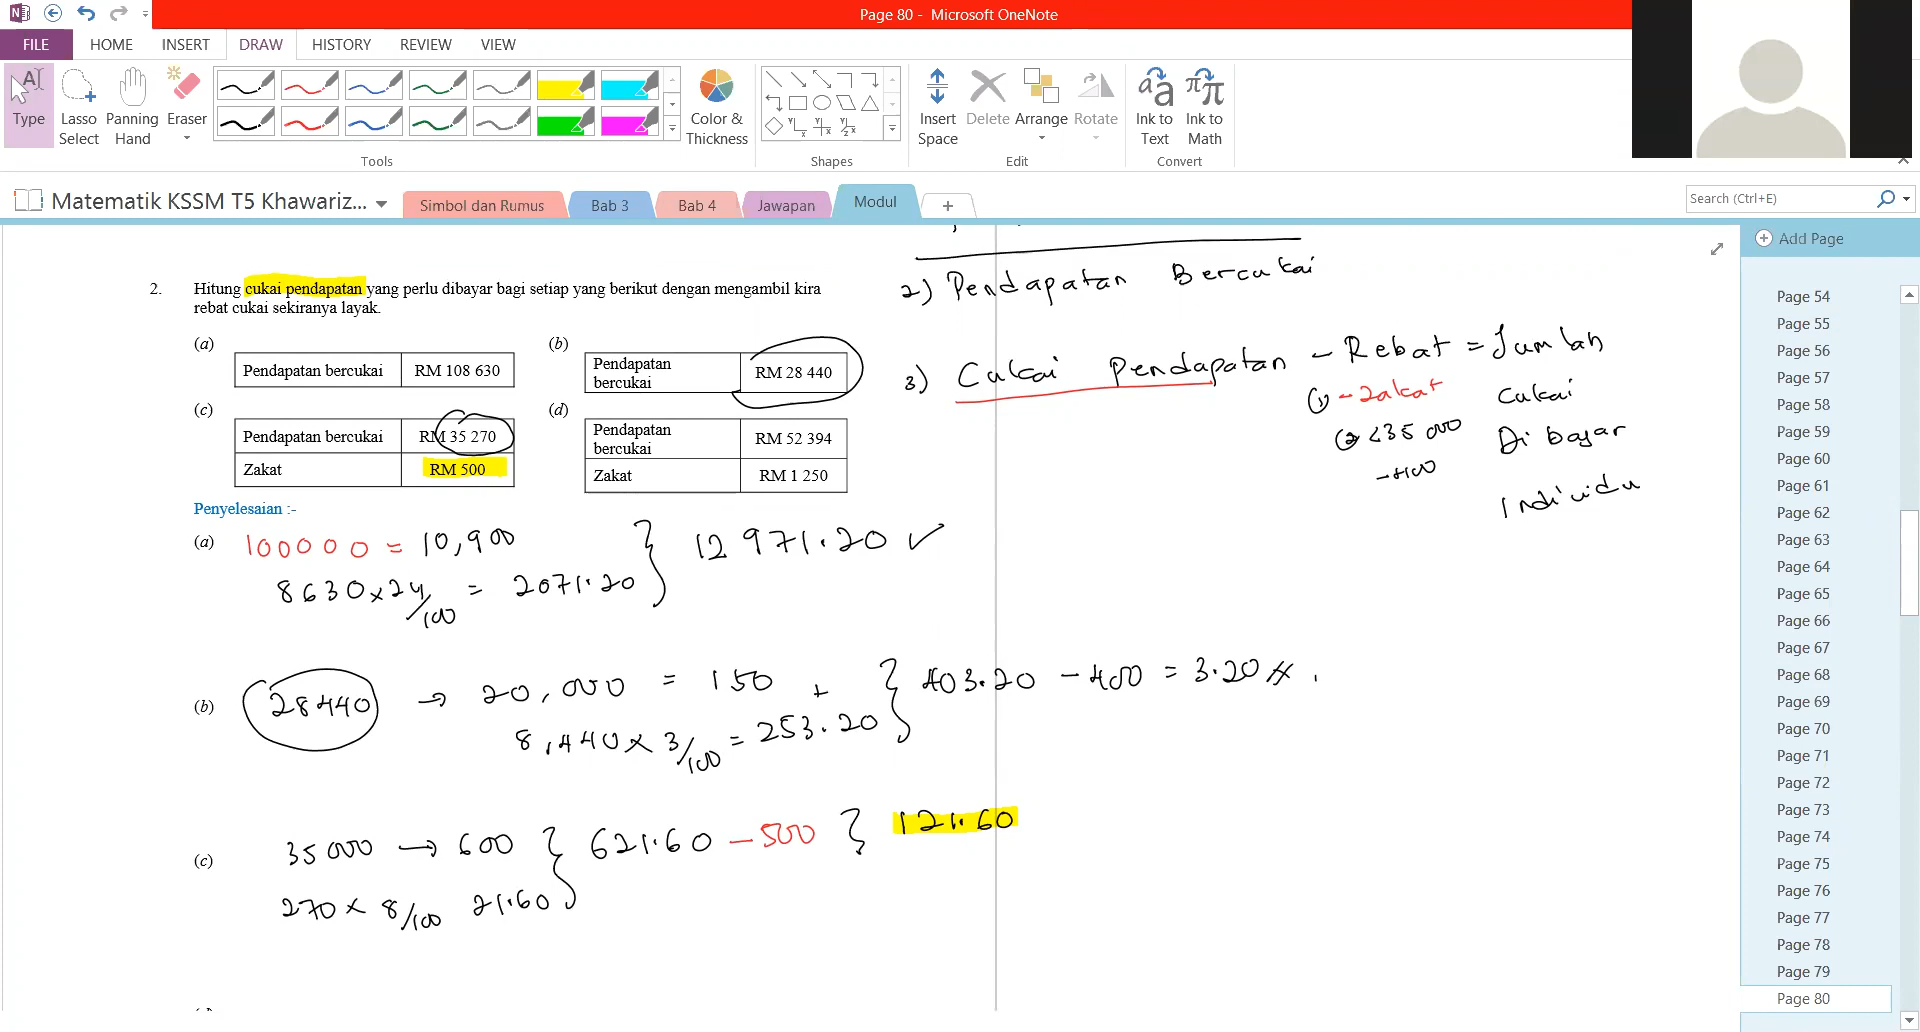 Page 80 - Microsoft OneNote
FILE HOME INSERT DRAW HISTORY REVIEW VIEW
Type
Lasso Select
Panning Hand
Eraser
Color & Thickness
Insert Space
Delete
Arrange
Rotate
Ink to Text
Ink to Math
Tools Shapes Edit Convert
Matematik KSSM T5 Khawariz...
Simbol dan Rumus Bab 3 Bab 4 Jawapan Modul
Search (Ctrl+E)
Add Page
2. Hitung cukai pendapatan yang perlu dibayar bagi setiap yang berikut dengan mengambil kira
rebat cukai sekiranya layak.
(a)
Pendapatan bercukai RM 108 630
(b)
Pendapatan bercukai RM 28 440
(c)
Pendapatan bercukai RM 35 270
Zakat RM 500
(d)
Pendapatan bercukai RM 52 394
Zakat RM 1 250
2) Pendapatan Bercukai
3) Cukai Pendapatan - Rebat = Jumlah
(1) - zakat
Cukai
(2) <35 000
Di bayar
-400
Individu
Penyelesaian :-
(a) 100000 = 10,900 } 12 971.20 ✓
8630 x 24/100 = 2071.20
(b) 28440 → 20,000 = 150 + } 403.20 - 400 = 3.20
8,440 x 3/100 = 253.20
(c) 35000 → 600 } 621.60 - 500 } 121.60
270 x 8/100 21.60
Page 54
Page 55
Page 56
Page 57
Page 58
Page 59
Page 60
Page 61
Page 62
Page 63
Page 64
Page 65
Page 66
Page 67
Page 68
Page 69
Page 70
Page 71
Page 72
Page 73
Page 74
Page 75
Page 76
Page 77
Page 78
Page 79
Page 80